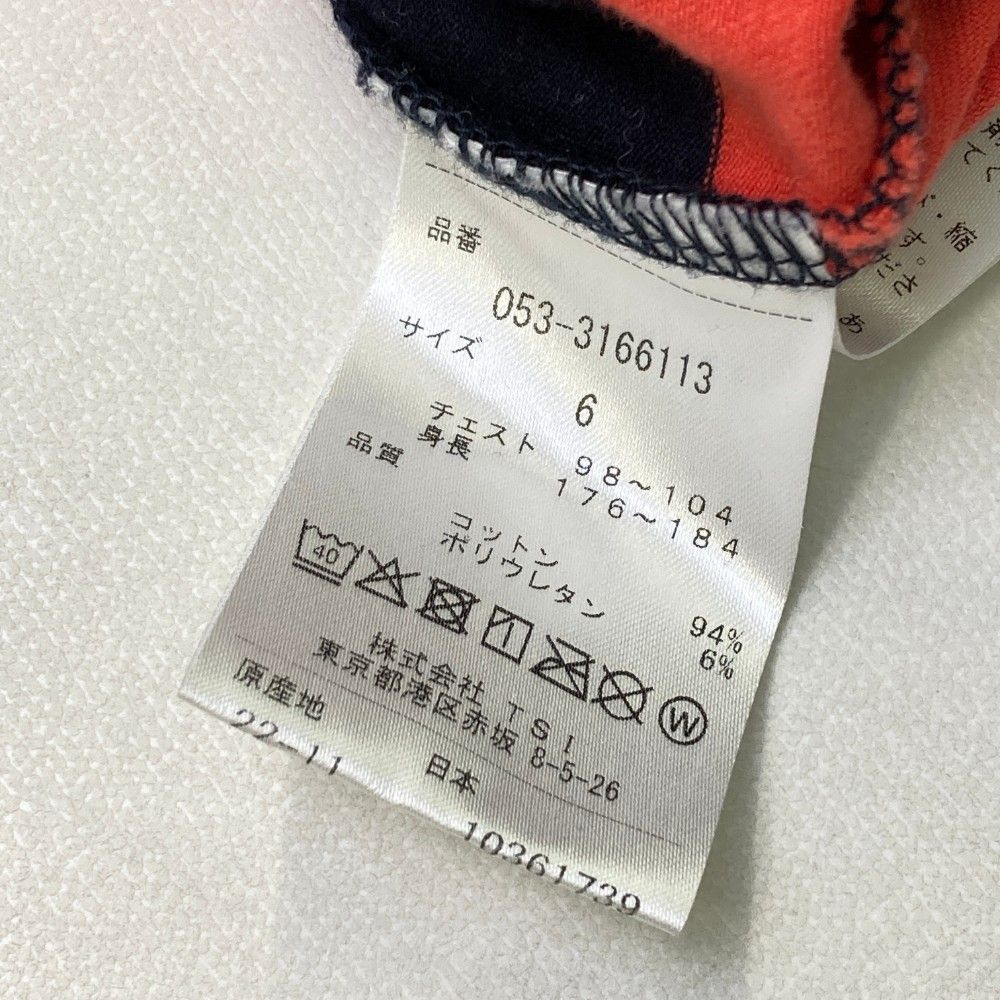 品番
053-3166113
サイズ
6
チェスト 98~104
身長 176~184
品質
コットン 94%
ポリウレタン 6%
40
W
株式会社 TSI
東京都港区赤坂 8-5-26
原産地 日本
22-11 10361739